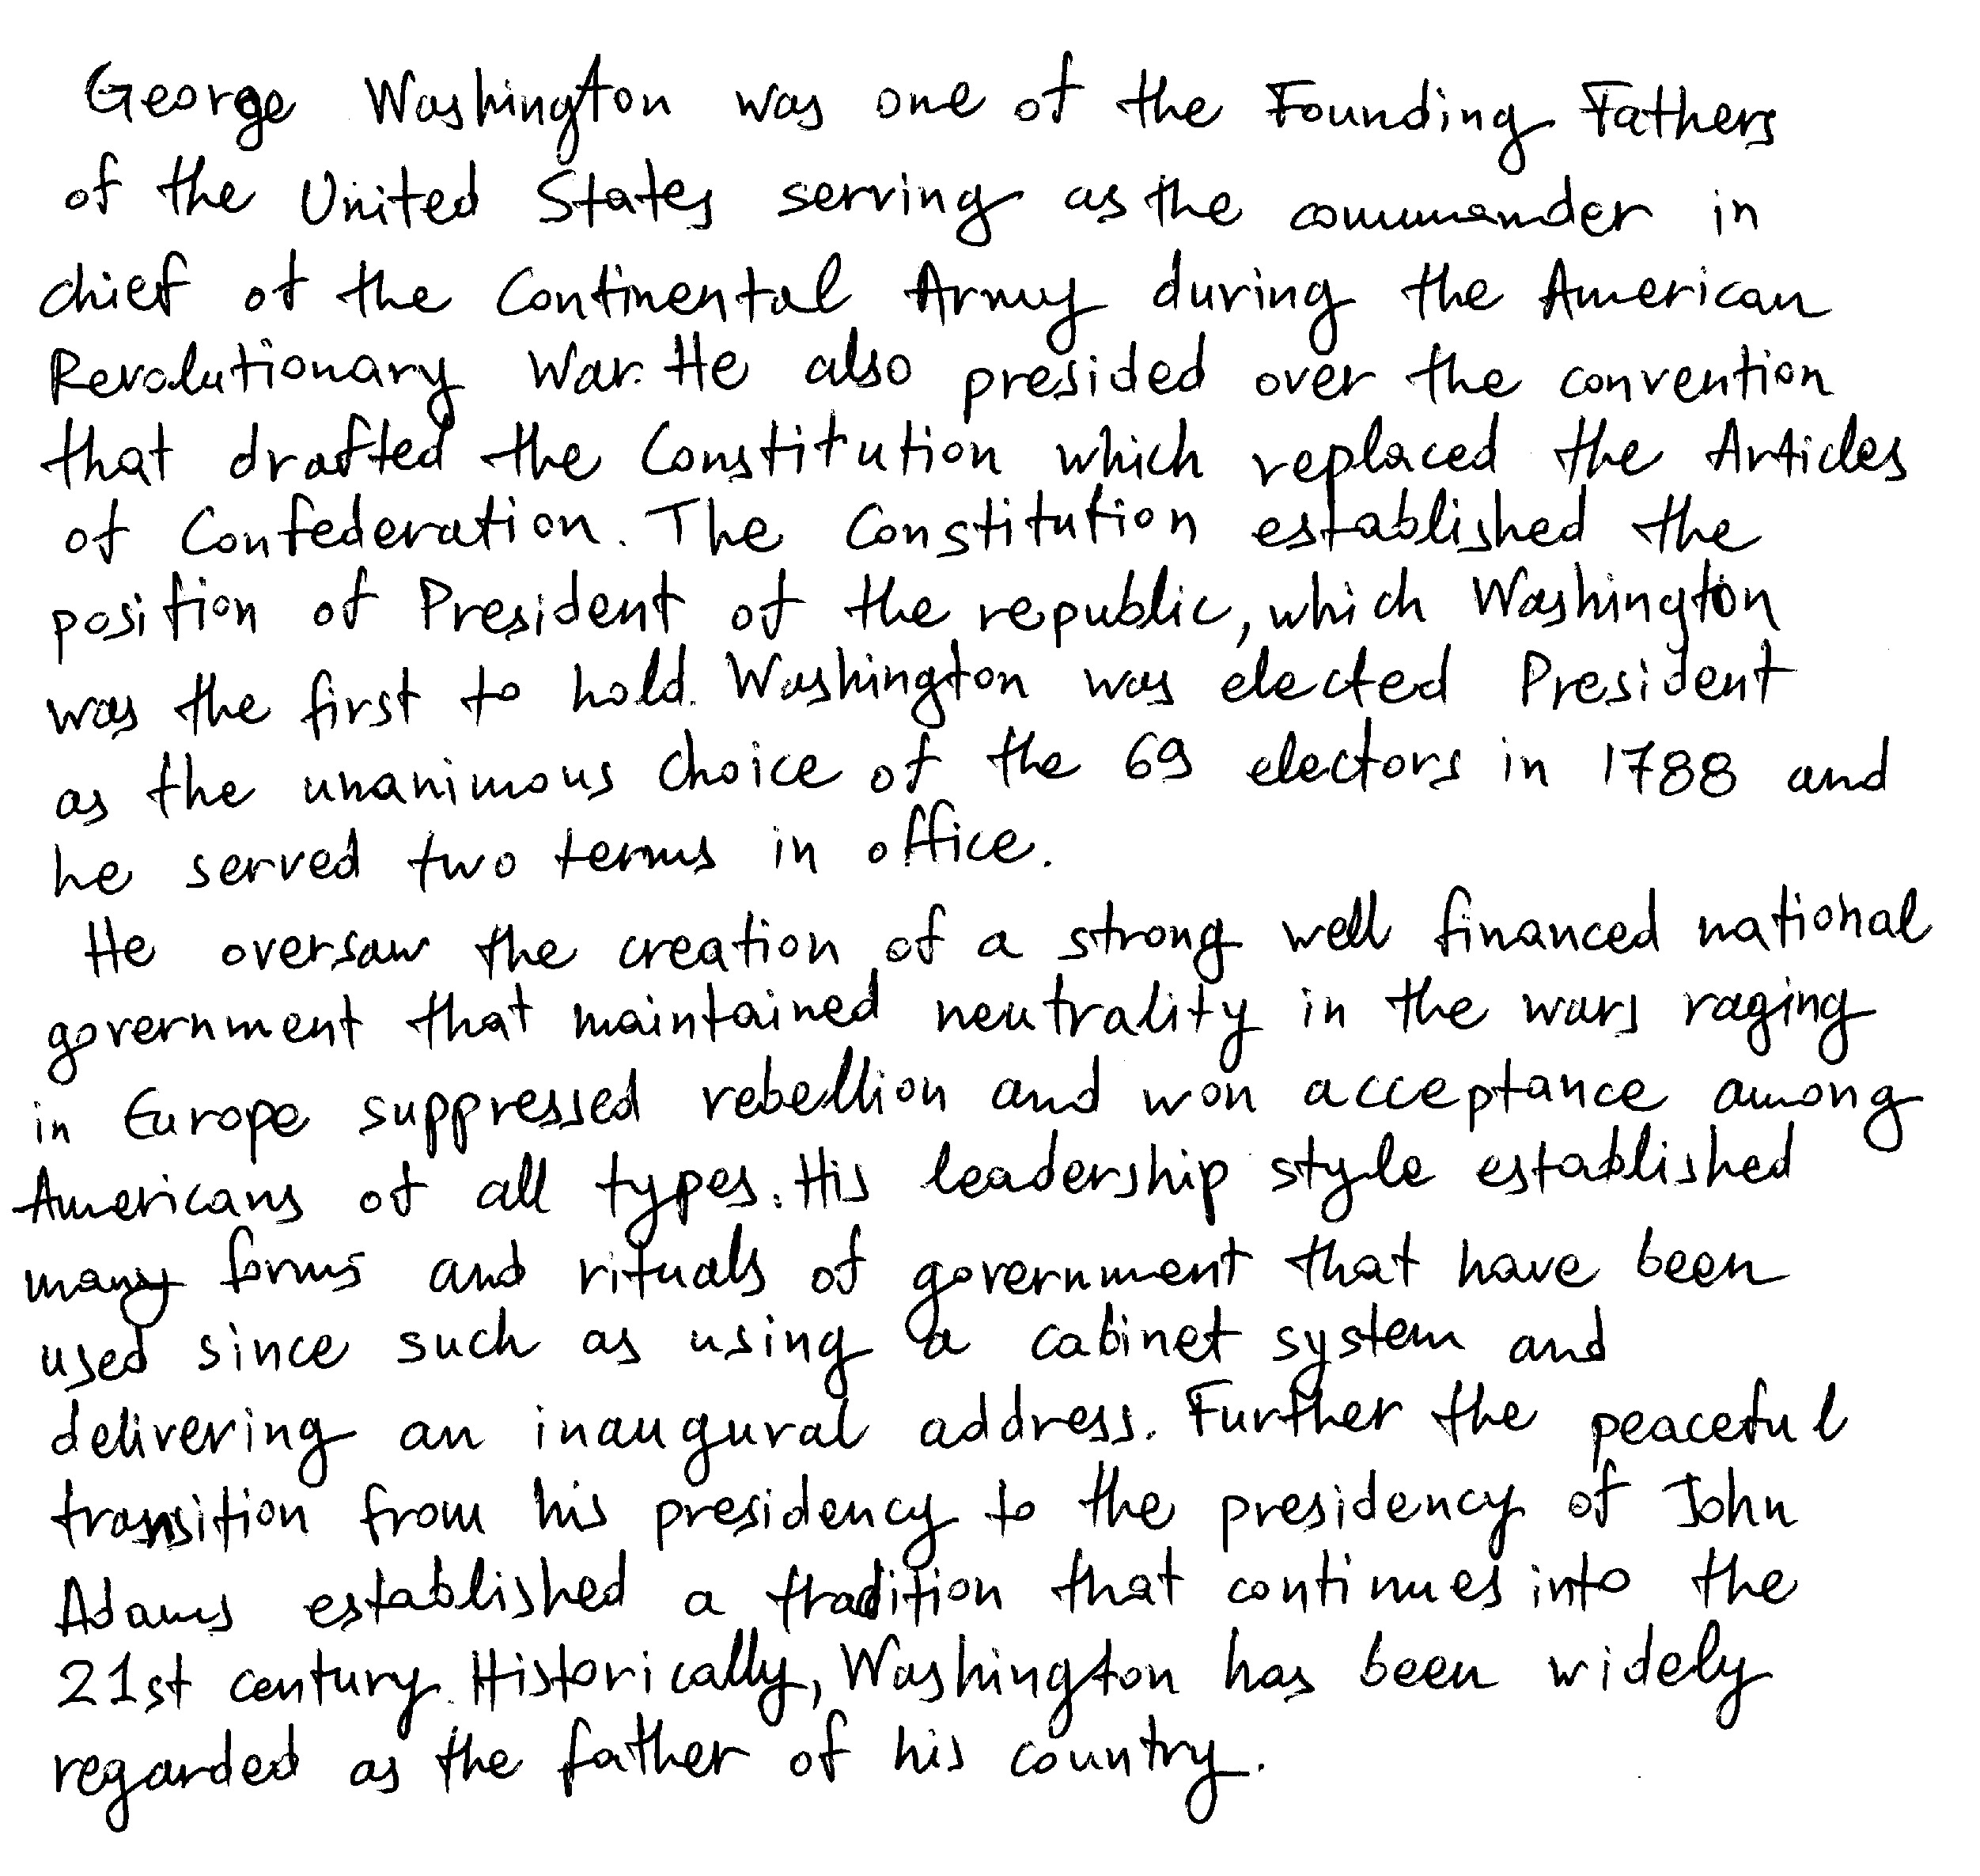 George Washington was one of the Founding Fathers
of the United States serving as the commander in
chief of the Continental Army during the American
Revolutionary War. He also presided over the convention
that drafted the Constitution which replaced the Articles
of Confederation. The Constitution established the
position of President of the republic, which Washington
was the first to hold. Washington was elected President
as the unanimous choice of the 69 electors in 1788 and
he served two terms in office.
He oversaw the creation of a strong well financed national
government that maintained neutrality in the wars raging
in Europe suppressed rebellion and won acceptance among
Americans of all types. His leadership style established
many forms and rituals of government that have been
used since such as using a cabinet system and
delivering an inaugural address. Further the peaceful
transition from his presidency to the presidency of John
Adams established a tradition that continues into the
21st century. Historically, Washington has been widely
regarded as the father of his country.